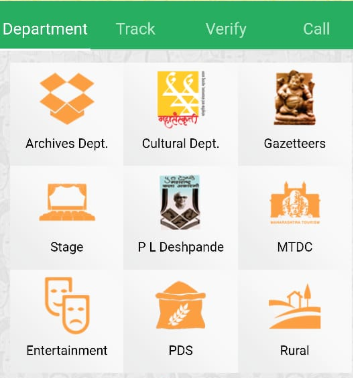 Department Track Verify Call
Archives Dept. Cultural Dept. Gazetteers
Stage P L Deshpande MTDC
Entertainment PDS Rural